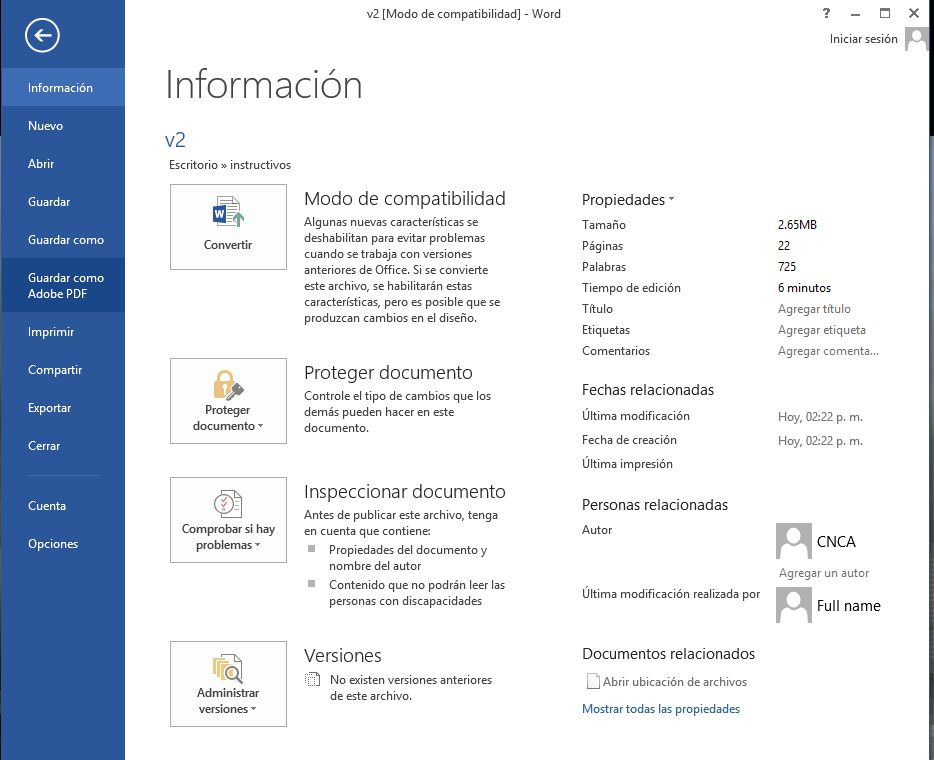 v2 [Modo de compatibilidad] - Word
?
Iniciar sesión
Información
Nuevo
Abrir
Guardar
Guardar como
Guardar como
Adobe PDF
Imprimir
Compartir
Exportar
Cerrar
Cuenta
Opciones
Información
v2
Escritorio » instructivos
Convertir
Modo de compatibilidad
Algunas nuevas características se
deshabilitan para evitar problemas
cuando se trabaja con versiones
anteriores de Office. Si se convierte
este archivo, se habilitarán estas
características, pero es posible que se
produzcan cambios en el diseño.
Proteger
documento
Proteger documento
Controle el tipo de cambios que los
demás pueden hacer en este
documento.
Comprobar si hay
problemas
Inspeccionar documento
Antes de publicar este archivo, tenga
en cuenta que contiene:
Propiedades del documento y
nombre del autor
Contenido que no podrán leer las
personas con discapacidades
Administrar
versiones
Versiones
No existen versiones anteriores
de este archivo.
Propiedades
Tamaño 2.65MB
Páginas 22
Palabras 725
Tiempo de edición 6 minutos
Título Agregar título
Etiquetas Agregar etiqueta
Comentarios Agregar comenta...
Fechas relacionadas
Última modificación Hoy, 02:22 p. m.
Fecha de creación Hoy, 02:22 p. m.
Última impresión
Personas relacionadas
Autor CNCA
Agregar un autor
Última modificación realizada por Full name
Documentos relacionados
Abrir ubicación de archivos
Mostrar todas las propiedades